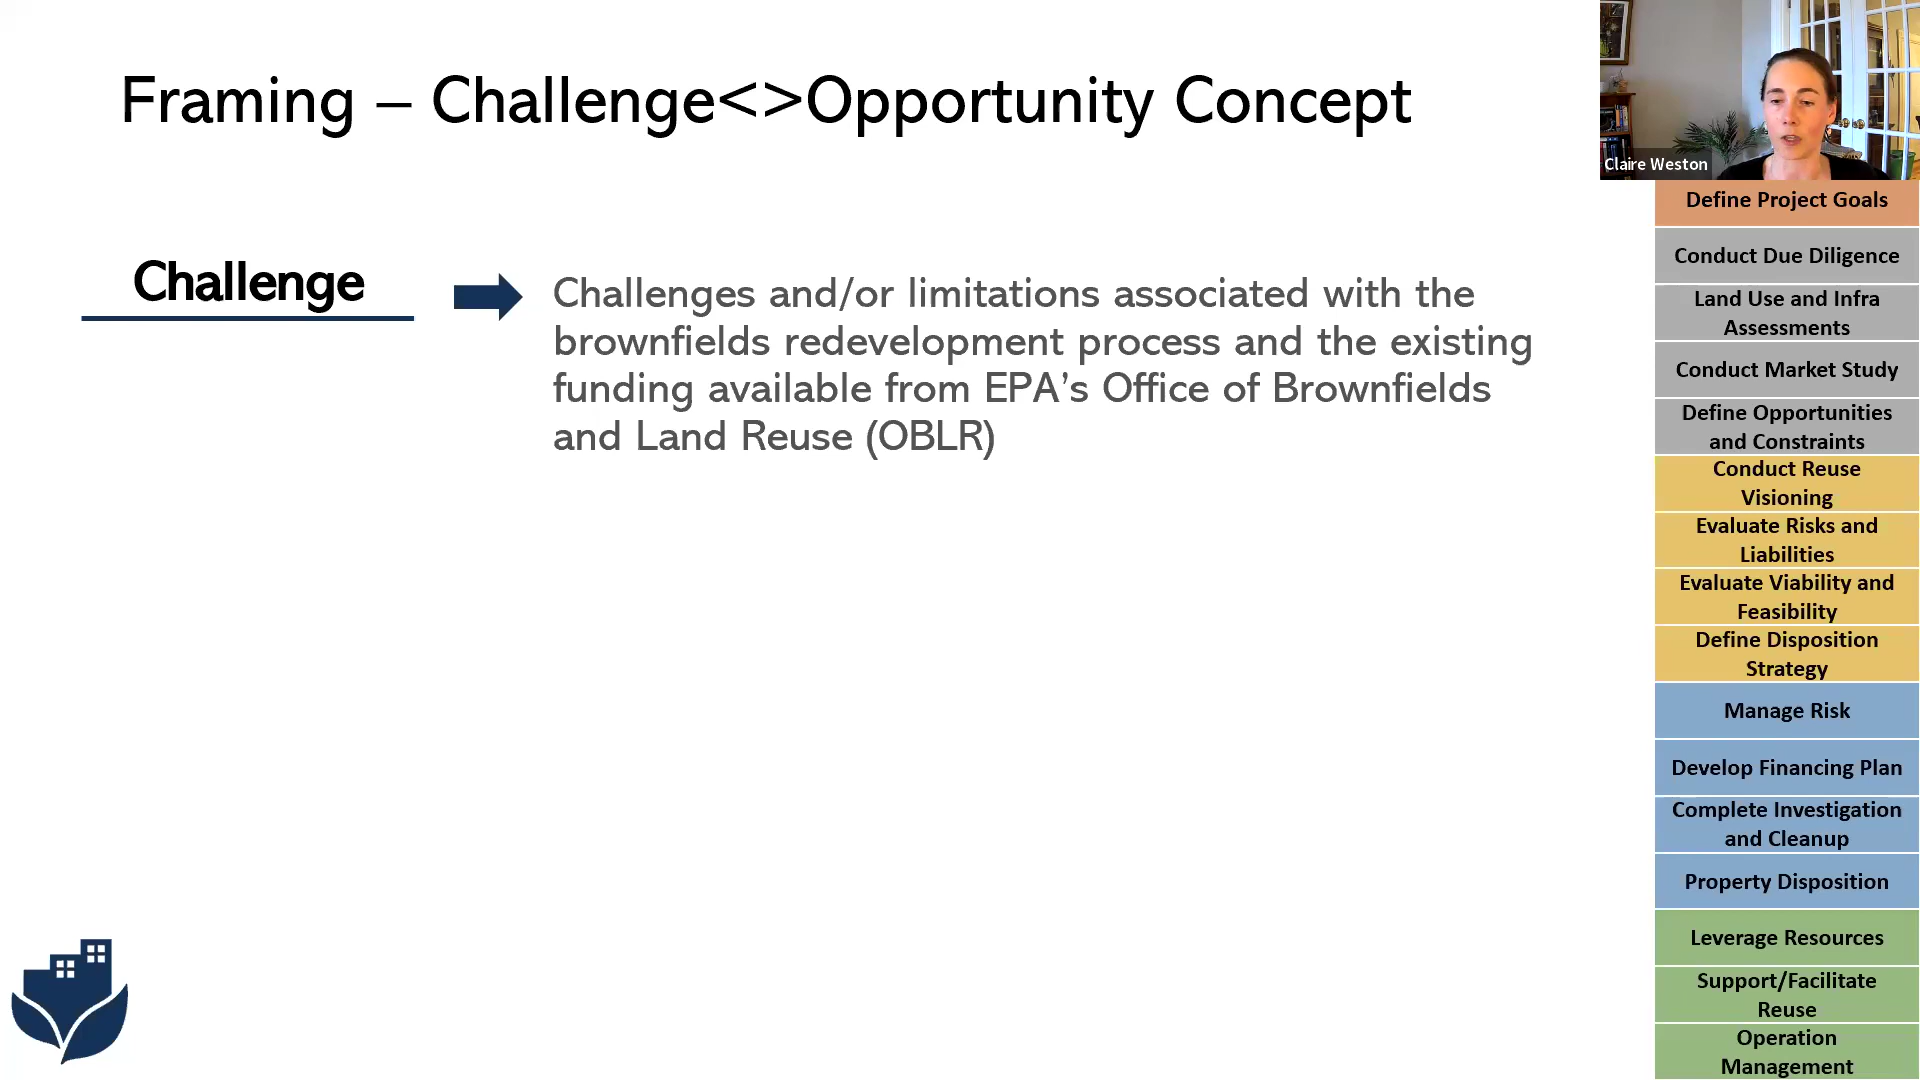 Framing – Challenge<>Opportunity Concept
Claire Weston
Challenge
Challenges and/or limitations associated with the
brownfields redevelopment process and the existing
funding available from EPA’s Office of Brownfields
and Land Reuse (OBLR)
Define Project Goals
Conduct Due Diligence
Land Use and Infra
Assessments
Conduct Market Study
Define Opportunities
and Constraints
Conduct Reuse
Visioning
Evaluate Risks and
Liabilities
Evaluate Viability and
Feasibility
Define Disposition
Strategy
Manage Risk
Develop Financing Plan
Complete Investigation
and Cleanup
Property Disposition
Leverage Resources
Support/Facilitate
Reuse
Operation
Management